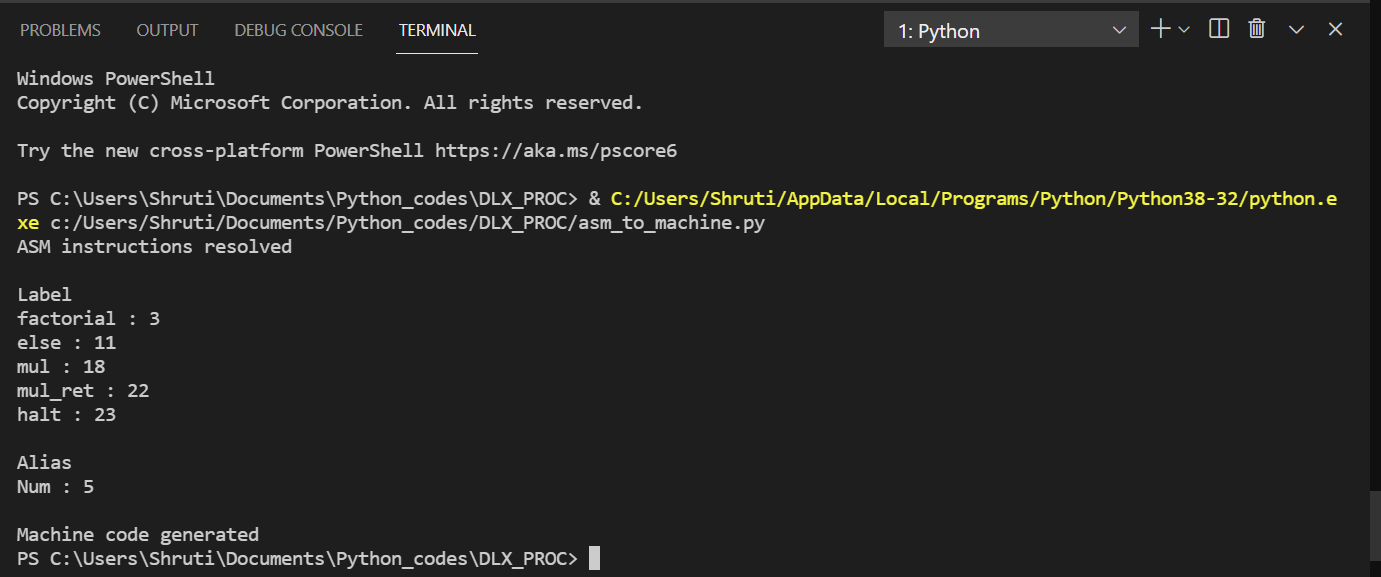 PROBLEMS OUTPUT DEBUG CONSOLE TERMINAL 1: Python
Windows PowerShell
Copyright (C) Microsoft Corporation. All rights reserved.
Try the new cross-platform PowerShell https://aka.ms/pscore6
PS C:\Users\Shruti\Documents\Python_codes\DLX_PROC> & C:/Users/Shruti/AppData/Local/Programs/Python/Python38-32/python.e
xe c:/Users/Shruti/Documents/Python_codes/DLX_PROC/asm_to_machine.py
ASM instructions resolved
Label
factorial : 3
else : 11
mul : 18
mul_ret : 22
halt : 23
Alias
Num : 5
Machine code generated
PS C:\Users\Shruti\Documents\Python_codes\DLX_PROC>